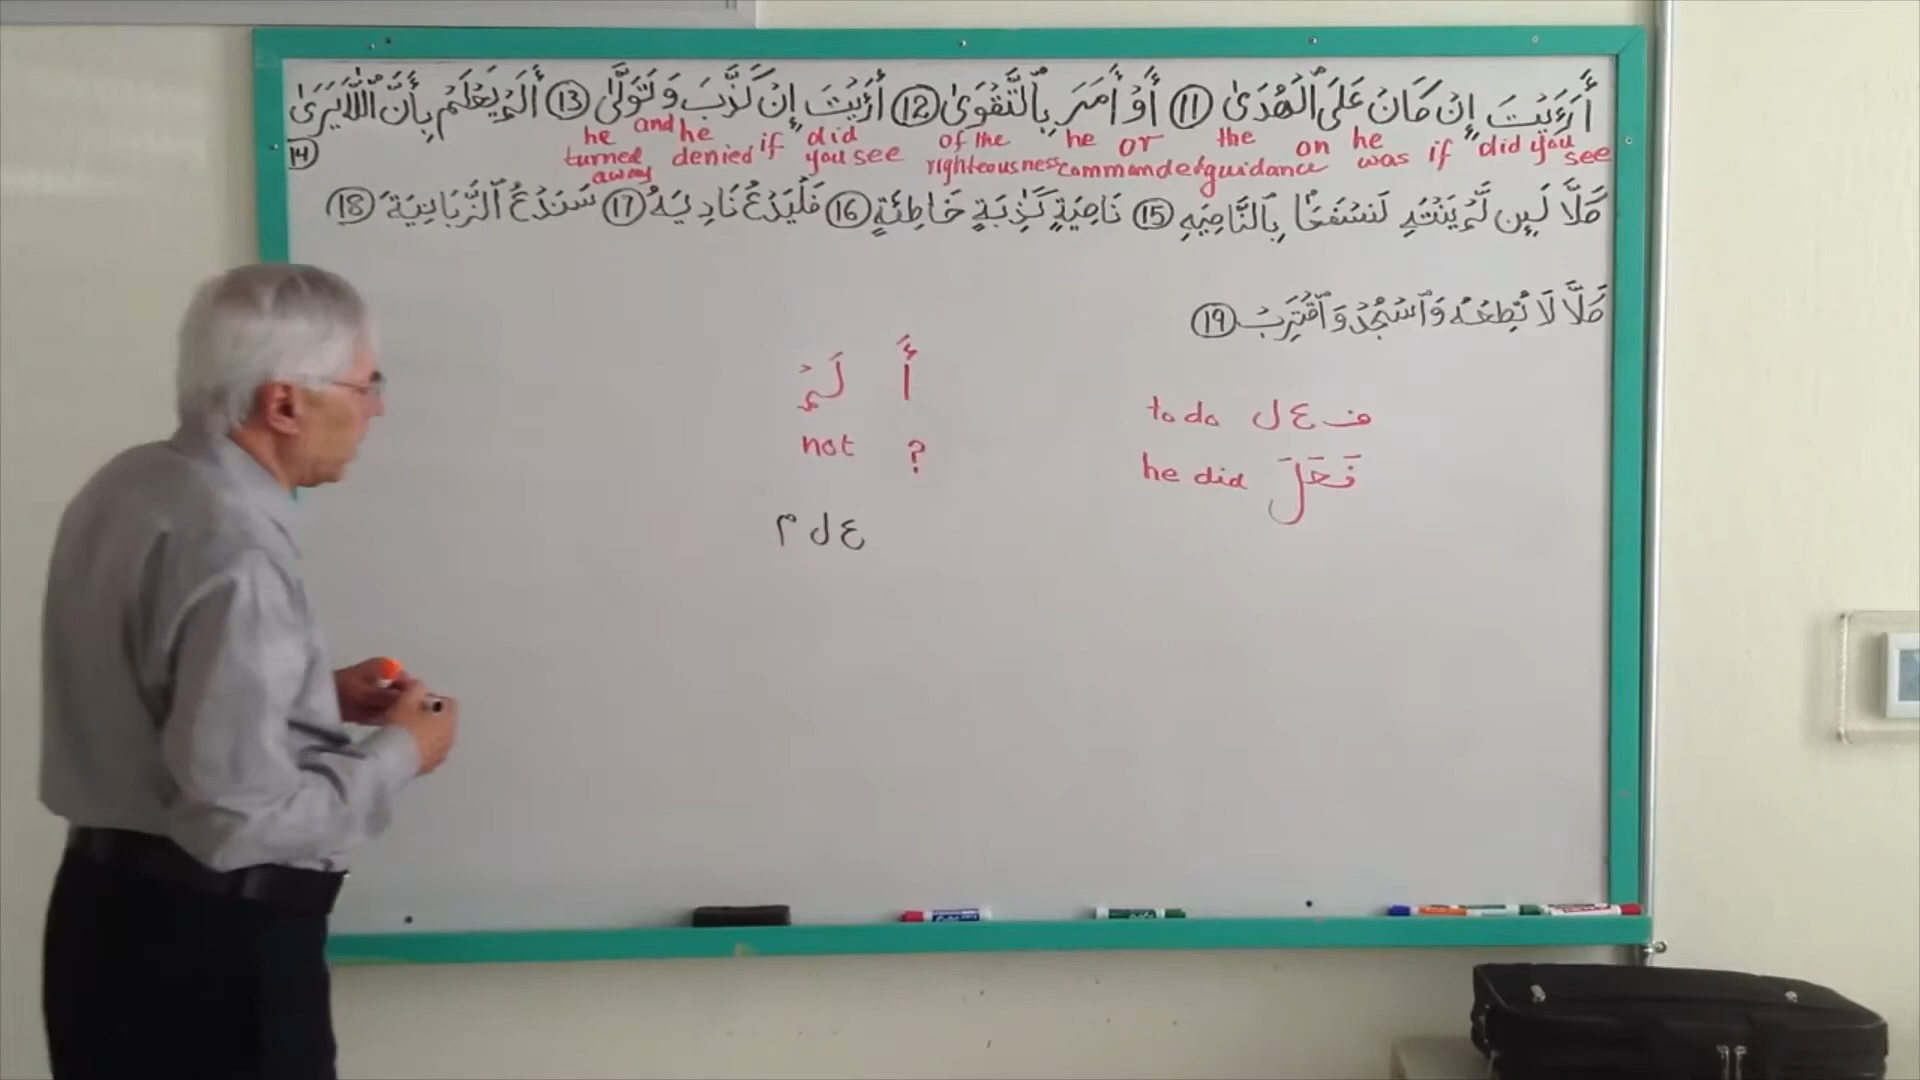 أَرَءَيْتَ إِن كَانَ عَلَى ٱلْهُدَىٰ ⑪ أَوْ أَمَرَ بِٱلتَّقْوَىٰ ⑫ أَرَءَيْتَ إِن كَذَّبَ وَتَوَلَّىٰ ⑬ أَلَمْ يَعْلَم بِأَنَّ ٱللَّهَ يَرَىٰ
he and he "did of the he or the on he "did you
⑭ turned denied if you see righteousness commanded guidance was if see
away
كَلَّا لَئِن لَّمْ يَنتَهِ لَنَسْفَعًا بِٱلنَّاصِيَةِ ⑮ نَاصِيَةٍ كَٰذِبَةٍ خَاطِئَةٍ ⑯ فَلْيَدْعُ نَادِيَهُ ⑰ سَنَدْعُ ٱلزَّبَانِيَةَ ⑱
كَلَّا لَا تُطِعْهُ وَٱسْجُدْ وَٱقْتَرِب ⑲
أَ لَمْ
not ?
ع ل م
to do ف ع ل
he did فَعَلَ